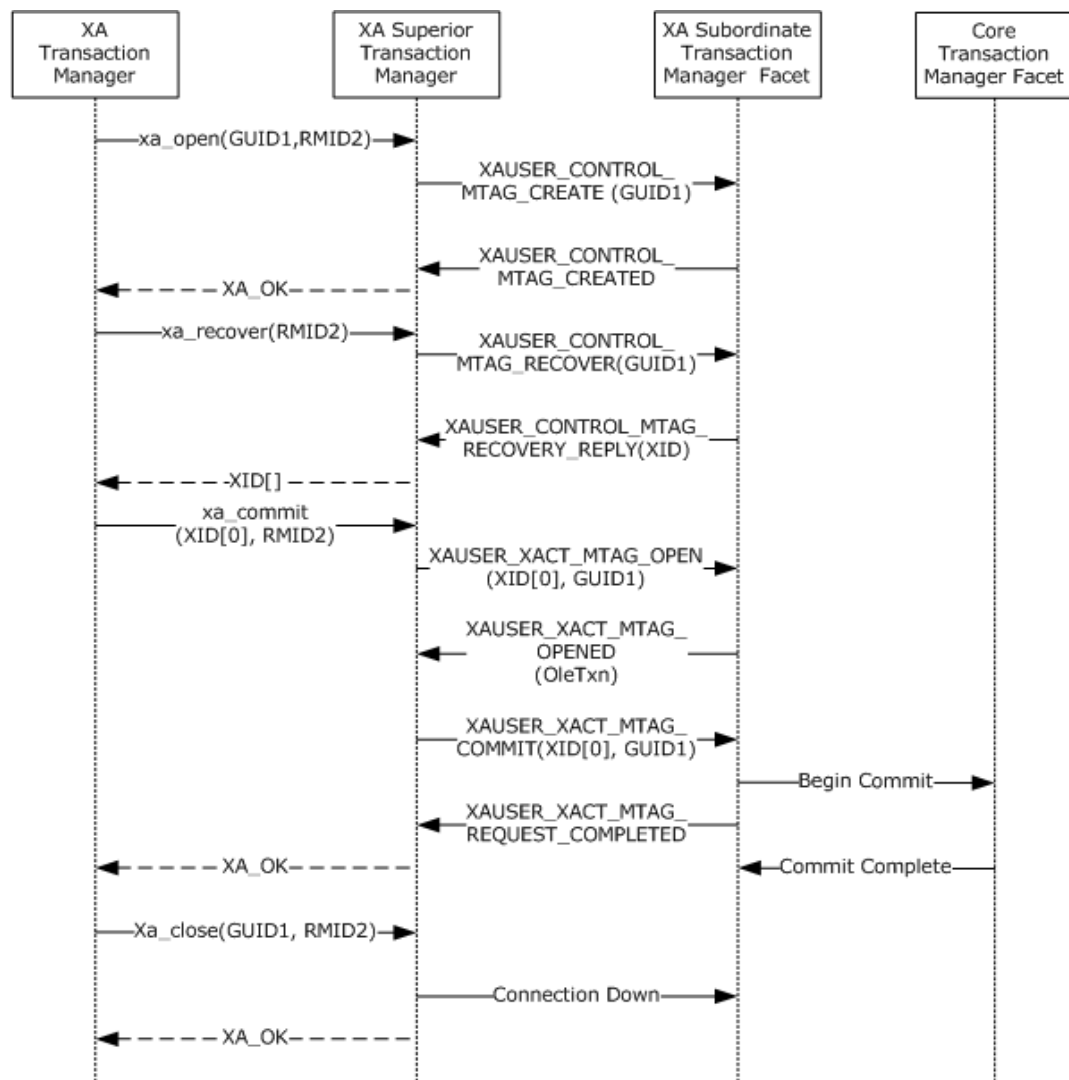 XA
Transaction
Manager
XA Superior
Transaction
Manager
XA Subordinate
Transaction
Manager Facet
Core
Transaction
Manager Facet
xa_open(GUID1,RMID2)
XAUSER_CONTROL_
MTAG_CREATE (GUID1)
XAUSER_CONTROL_
MTAG_CREATED
XA_OK
xa_recover(RMID2)
XAUSER_CONTROL_
MTAG_RECOVER(GUID1)
XAUSER_CONTROL_MTAG_
RECOVERY_REPLY(XID)
XID[]
xa_commit
(XID[0], RMID2)
XAUSER_XACT_MTAG_OPEN
(XID[0], GUID1)
XAUSER_XACT_MTAG_
OPENED
(OleTxn)
XAUSER_XACT_MTAG_
COMMIT(XID[0], GUID1)
Begin Commit
XAUSER_XACT_MTAG_
REQUEST_COMPLETED
XA_OK
Commit Complete
Xa_close(GUID1, RMID2)
Connection Down
XA_OK